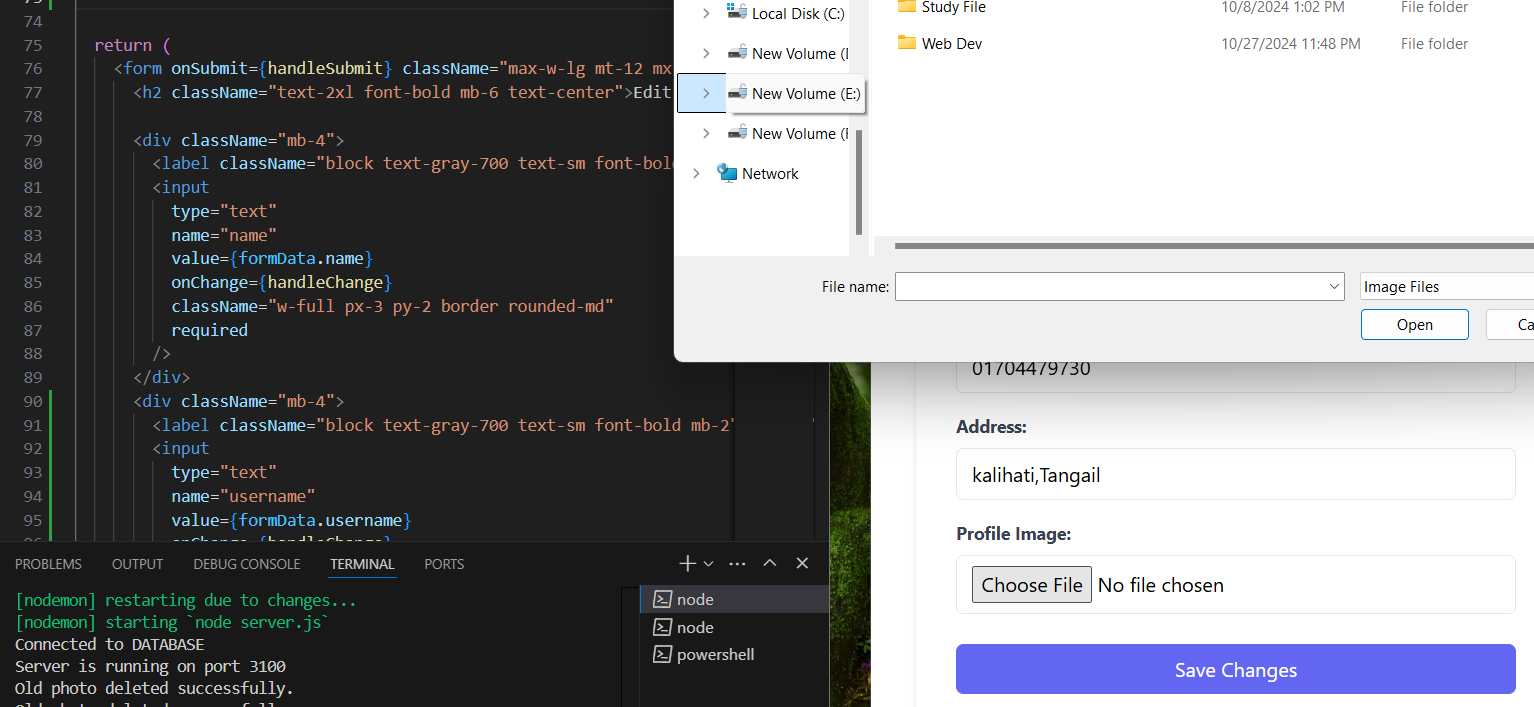 73
74
75 return (
76 <form onSubmit={handleSubmit} className="max-w-lg mt-12 mx
77 <h2 className="text-2xl font-bold mb-6 text-center">Edit
78
79 <div className="mb-4">
80 <label className="block text-gray-700 text-sm font-bol
81 <input
82 type="text"
83 name="name"
84 value={formData.name}
85 onChange={handleChange}
86 className="w-full px-3 py-2 border rounded-md"
87 required
88 />
89 </div>
90 <div className="mb-4">
91 <label className="block text-gray-700 text-sm font-bold mb-2"
92 <input
93 type="text"
94 name="username"
95 value={formData.username}
96 onChange={handleChange}
PROBLEMS OUTPUT DEBUG CONSOLE TERMINAL PORTS
[nodemon] restarting due to changes...
[nodemon] starting `node server.js`
Connected to DATABASE
Server is running on port 3100
Old photo deleted successfully.
Old photo deleted successfully.
node
node
powershell
Local Disk (C:)
New Volume (
New Volume (E:)
New Volume (
Network
Study File 10/8/2024 1:02 PM File folder
Web Dev 10/27/2024 11:48 PM File folder
File name:
Image Files
Open Ca
01704479730
Address:
kalihati,Tangail
Profile Image:
Choose File No file chosen
Save Changes